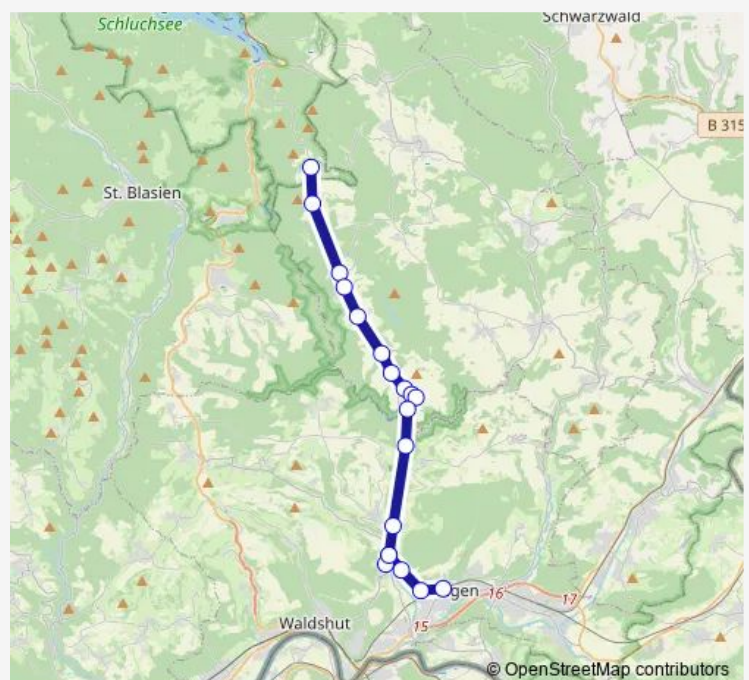 Schluchsee
Schwarzwald
B 315
St. Blasien
gen
16
17
Waldshut
15
© OpenStreetMap contributors